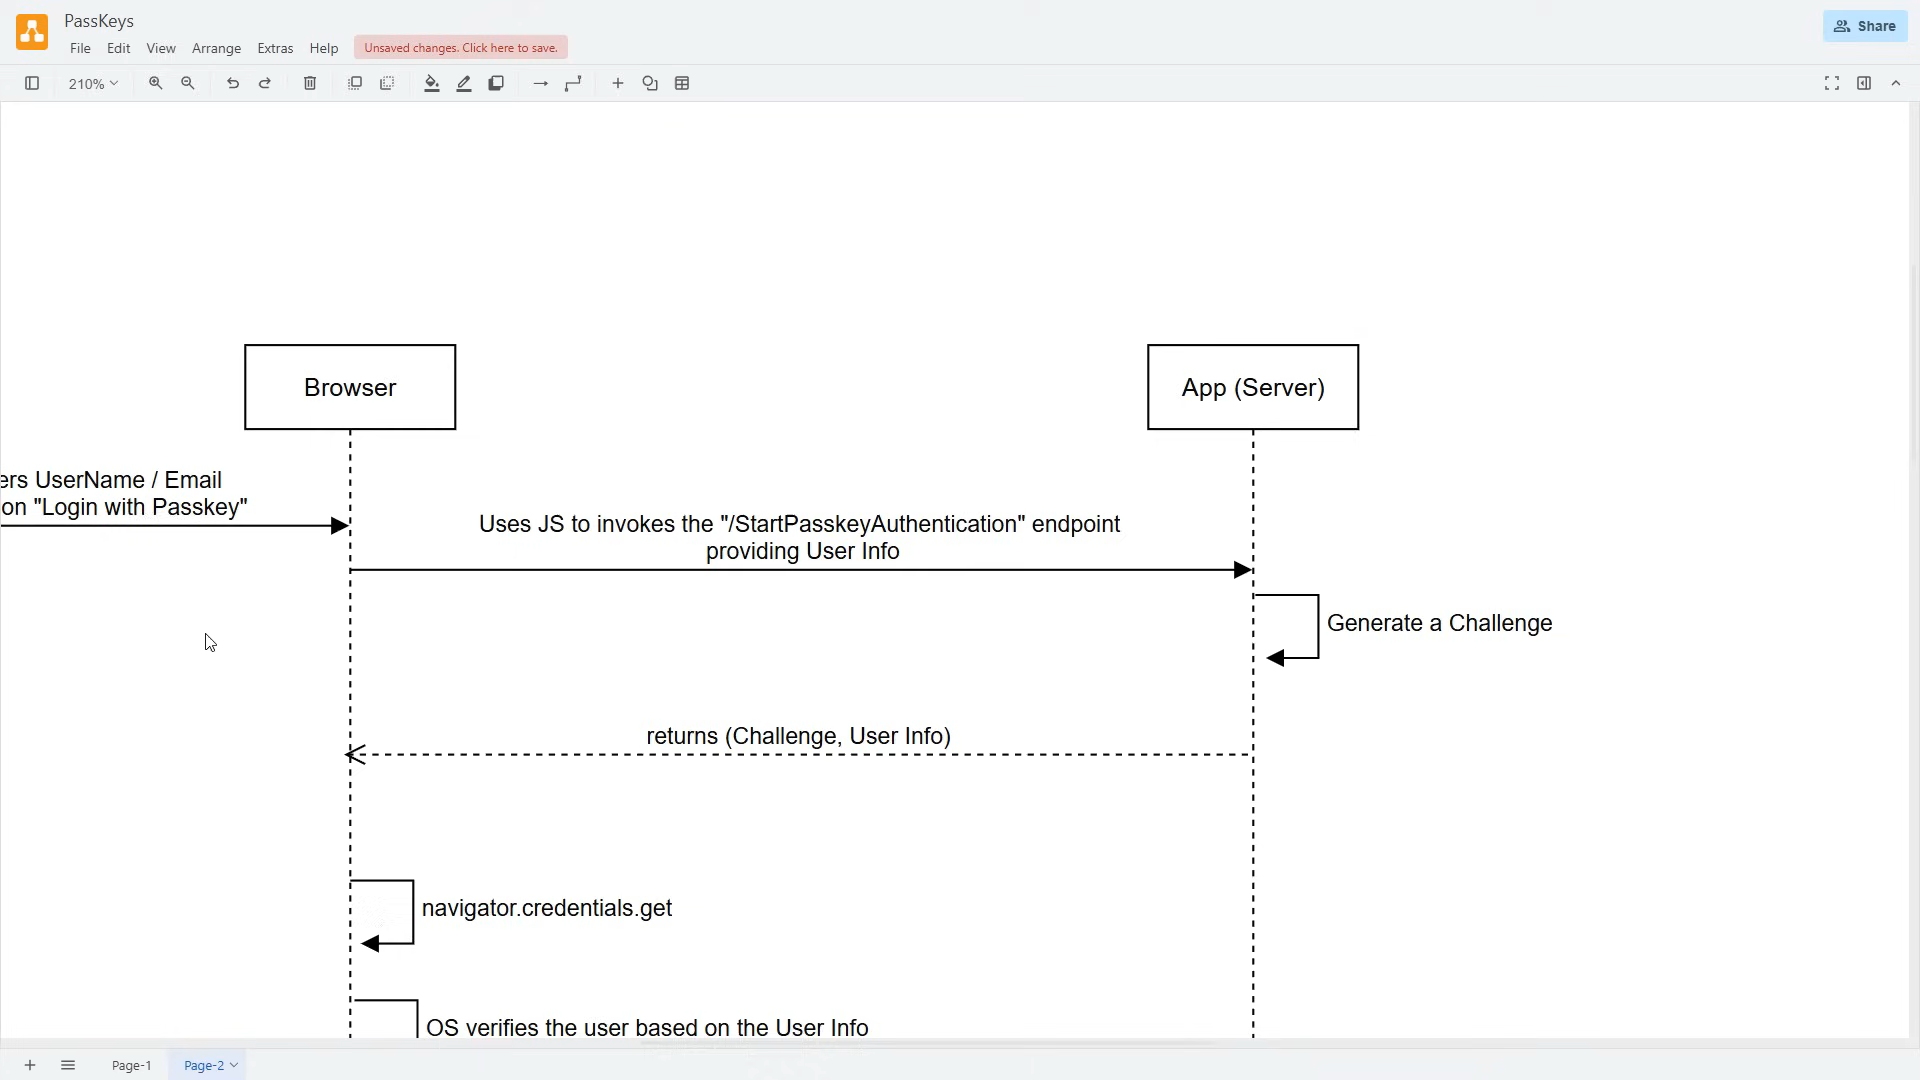 PassKeys
File Edit View Arrange Extras Help Unsaved changes. Click here to save.
Share
210%
Browser
App (Server)
ers UserName / Email
on "Login with Passkey"
Uses JS to invokes the "/StartPasskeyAuthentication" endpoint
providing User Info
Generate a Challenge
returns (Challenge, User Info)
navigator.credentials.get
OS verifies the user based on the User Info
Page-1 Page-2